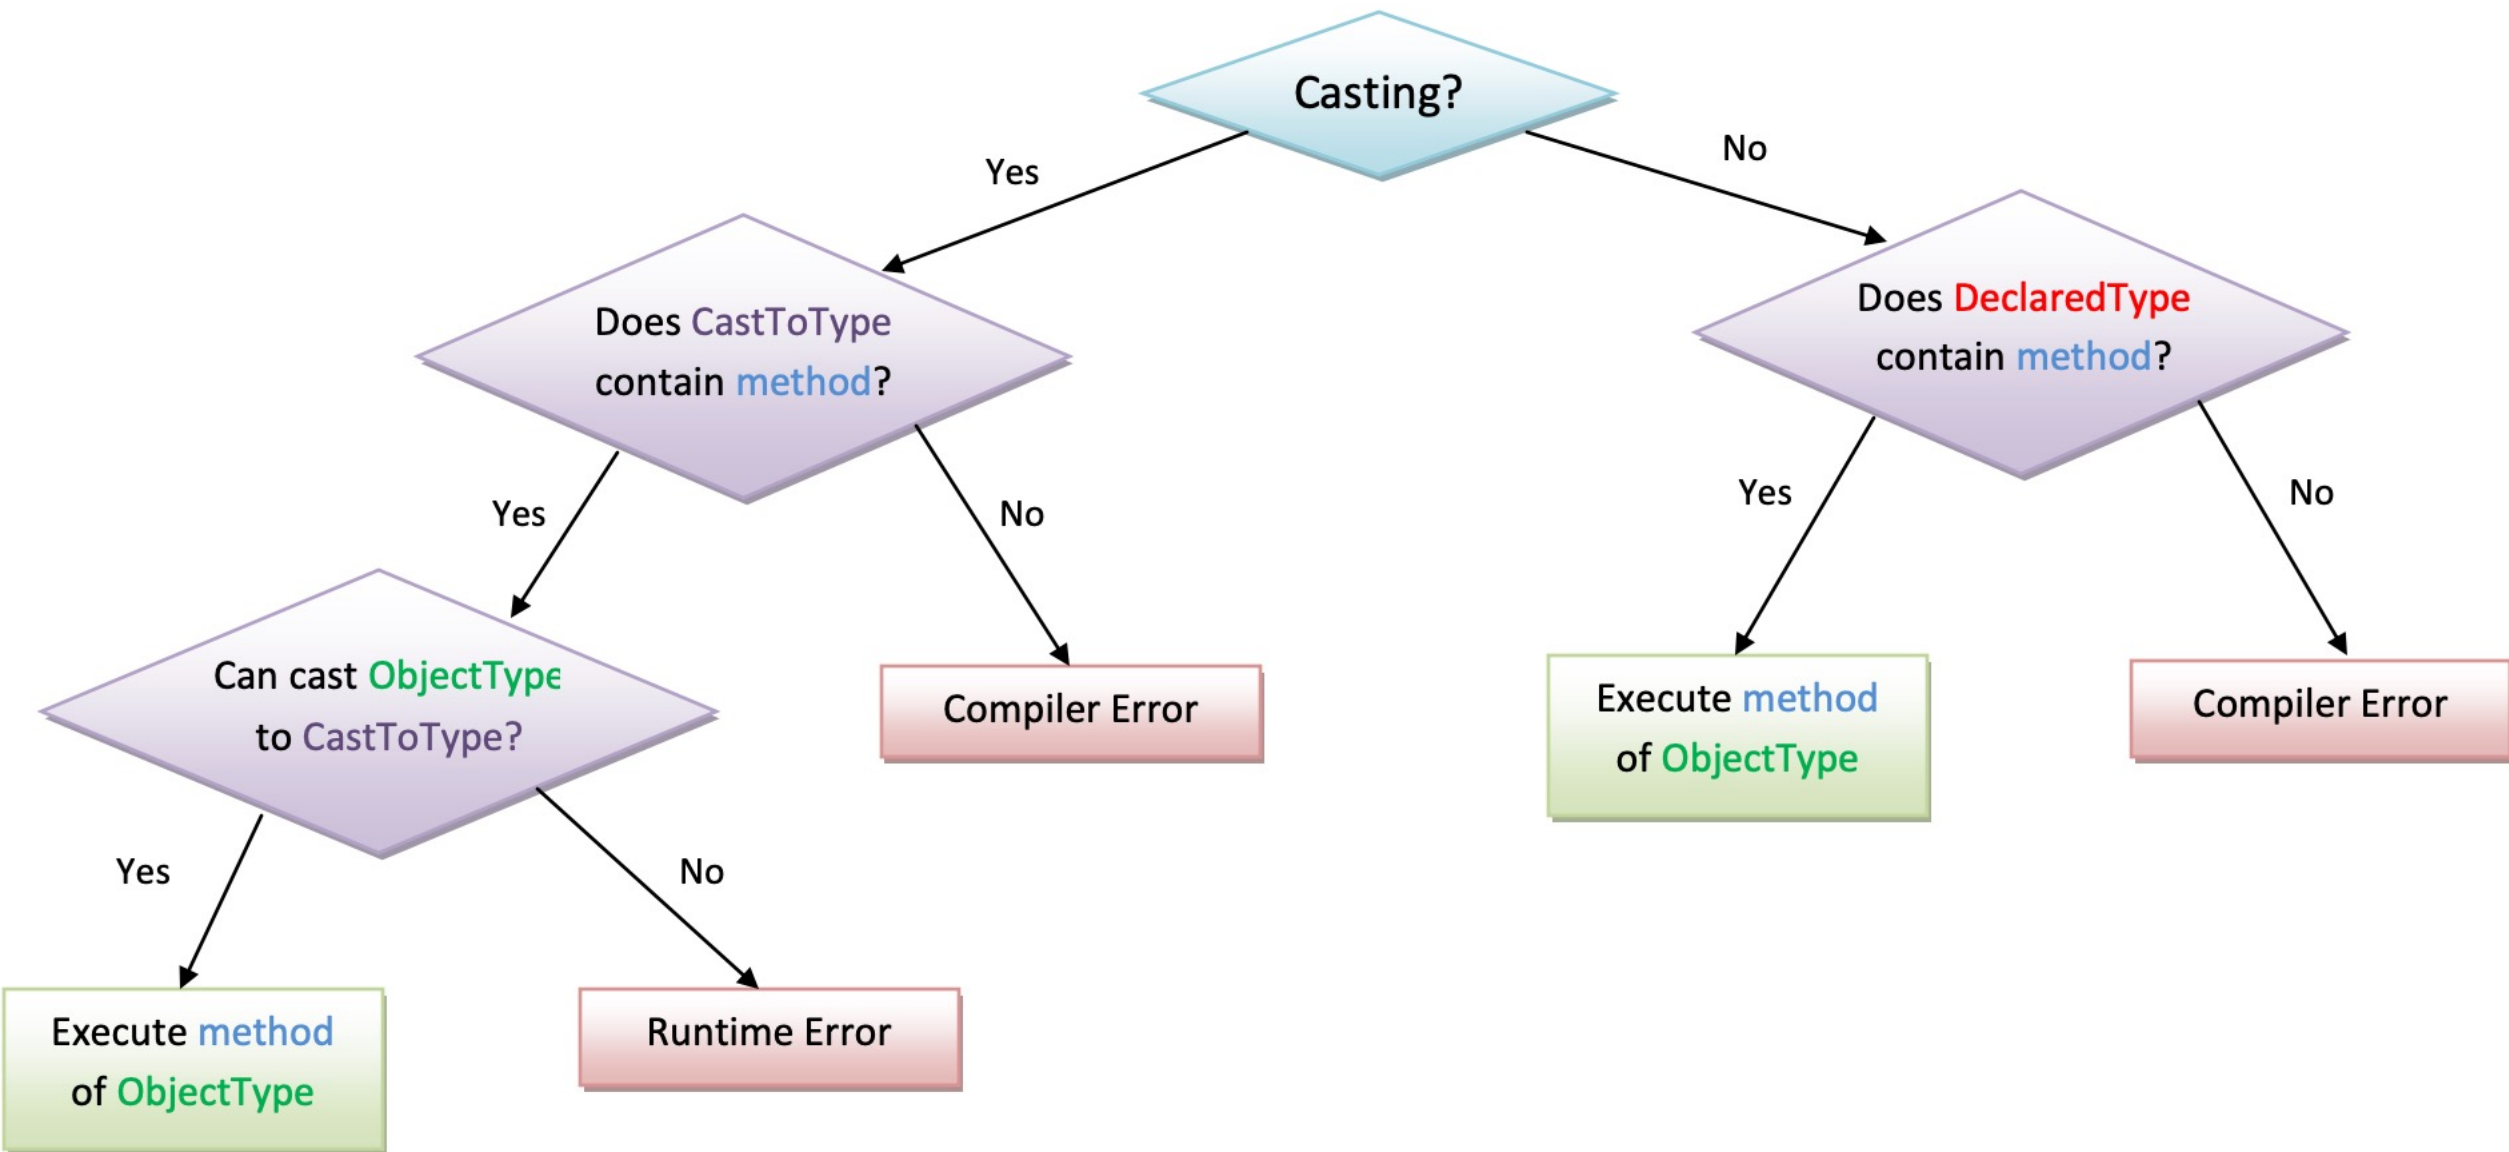 Casting?
Yes
No
Does CastToType
contain method?
Does DeclaredType
contain method?
Yes
No
Yes
No
Can cast ObjectType
to CastToType?
Compiler Error
Execute method
of ObjectType
Compiler Error
Yes
No
Execute method
of ObjectType
Runtime Error